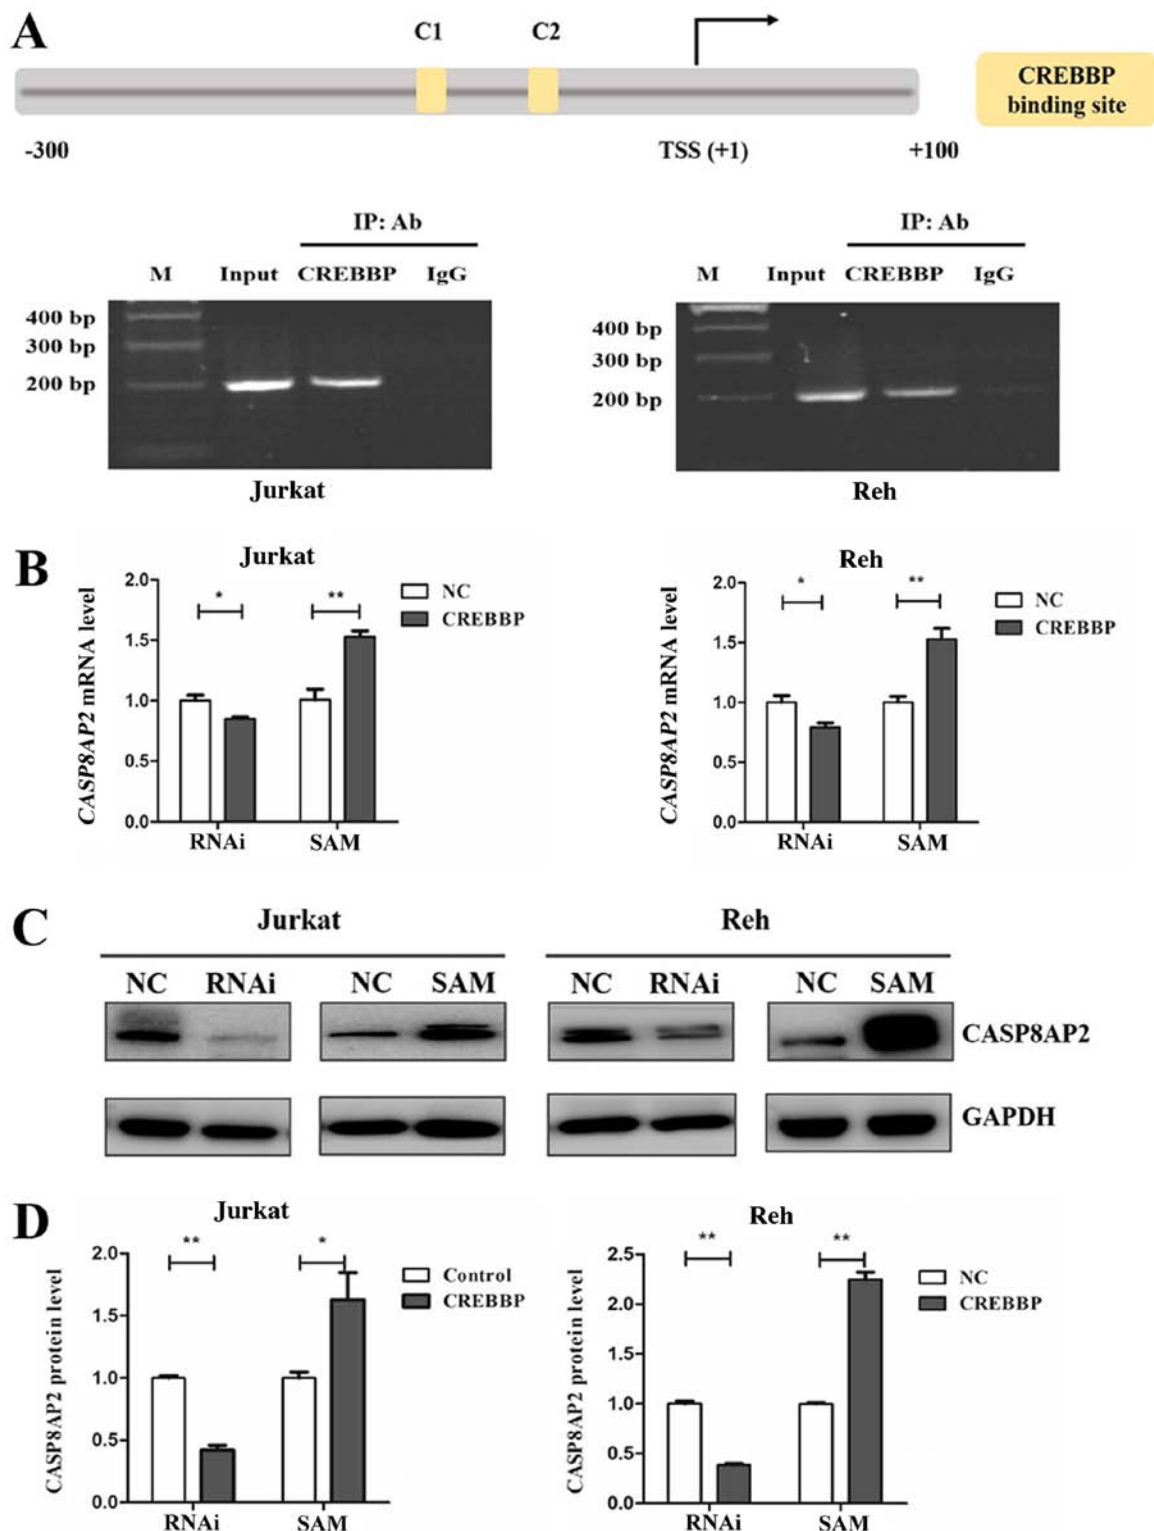 A
C1 C2
CREBBP
binding site
-300 TSS (+1) +100
IP: Ab
M Input CREBBP IgG
400 bp
300 bp
200 bp
Jurkat
IP: Ab
M Input CREBBP IgG
400 bp
300 bp
200 bp
Reh
B
Jurkat
CASP8AP2 mRNA level
2.0
1.5
1.0
0.5
0.0
* **
NC
CREBBP
RNAi SAM
Reh
CASP8AP2 mRNA level
2.0
1.5
1.0
0.5
0.0
* **
NC
CREBBP
RNAi SAM
C
Jurkat Reh
NC RNAi NC SAM NC RNAi NC SAM
CASP8AP2
GAPDH
D
Jurkat
CASP8AP2 protein level
2.0
1.5
1.0
0.5
0.0
** *
Control
CREBBP
RNAi SAM
Reh
CASP8AP2 protein level
2.5
2.0
1.5
1.0
0.5
0.0
** **
NC
CREBBP
RNAi SAM